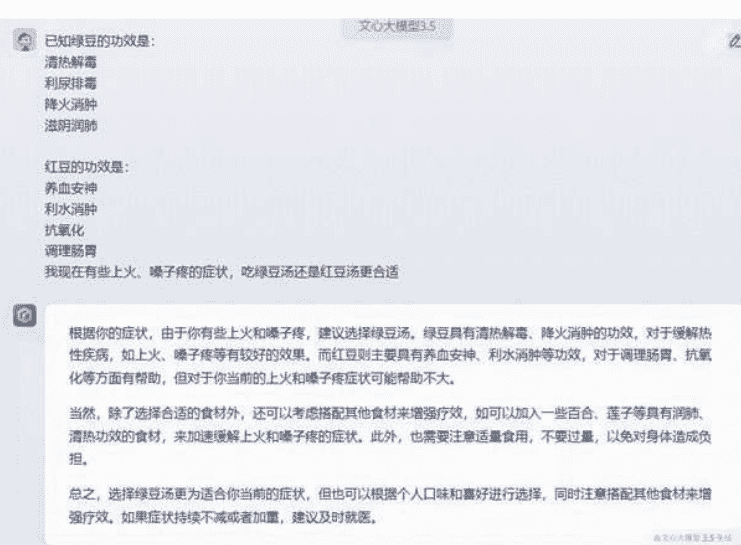 文心大模型3.5
已知绿豆的功效是：
清热解毒
利尿排毒
降火消肿
滋阴润肺
红豆的功效是：
养血安神
利水消肿
抗氧化
调理肠胃
我现在有些上火、嗓子疼的症状，吃绿豆汤还是红豆汤更合适
根据你的症状，由于你有些上火和嗓子疼，建议选择绿豆汤。绿豆具有清热解毒、降火消肿的功效，对于缓解热
性疾病，如上火、嗓子疼等有较好的效果。而红豆则主要具有养血安神、利水消肿等功效，对于调理肠胃、抗氧
化等方面有帮助，但对于你当前的上火和嗓子疼症状可能帮助不大。
当然，除了选择合适的食材外，还可以考虑搭配其他食材来增强疗效，如可以加入一些百合、莲子等具有润肺、
清热功效的食材，来加速缓解上火和嗓子疼的症状。此外，也需要注意适量食用，不要过量，以免对身体造成负
担。
总之，选择绿豆汤更为适合你当前的症状，但也可以根据个人口味和喜好进行选择，同时注意搭配其他食材来增
强疗效。如果症状持续不减或者加重，建议及时就医。
文心大模型3.5